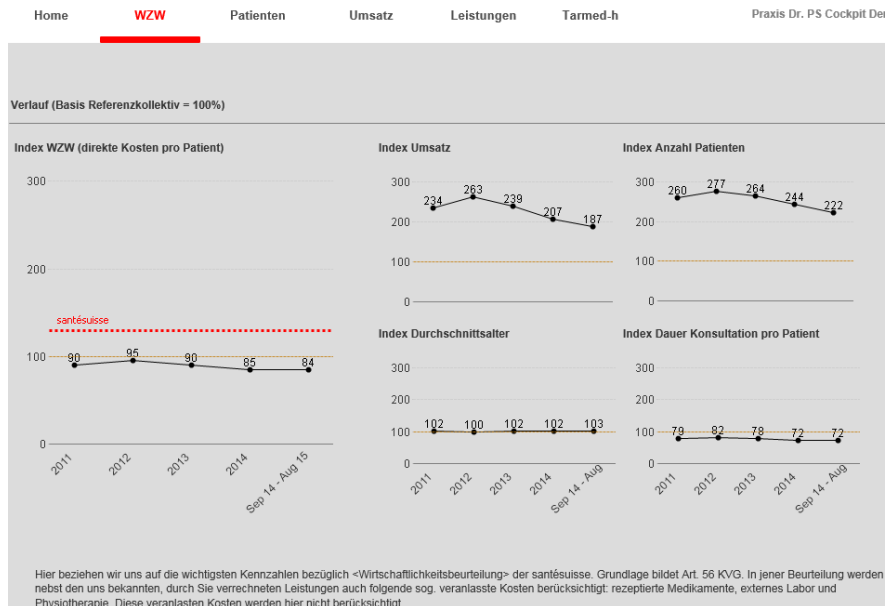 Home WZW Patienten Umsatz Leistungen Tarmed-h Praxis Dr. PS Cockpit
Verlauf (Basis Referenzkollektiv = 100%)
Index WZW (direkte Kosten pro Patient)
300
200
santésuisse
100
90 95 90 85 84
0
2011 2012 2013 2014 Sep 14 - Aug 15
Index Umsatz
300
234 263 239 207 187
200
100
0
Index Anzahl Patienten
300
260 277 264 244 222
200
100
0
Index Durchschnittsalter
300
200
102 100 102 102 103
100
0
2011 2012 2013 2014 Sep 14 - Aug
Index Dauer Konsultation pro Patient
300
200
100
79 82 78 72 72
0
2011 2012 2013 2014 Sep 14 - Aug
Hier beziehen wir uns auf die wichtigsten Kennzahlen bezüglich <Wirtschaftlichkeitsbeurteilung> der santésuisse. Grundlage bildet Art. 56 KVG. In jener Beurteilung werden
nebst den uns bekannten, durch Sie verrechneten Leistungen auch folgende sog. veranlasste Kosten berücksichtigt: rezeptierte Medikamente, externes Labor und
Physiotherapie. Diese veranlasten Kosten werden hier nicht berücksichtigt